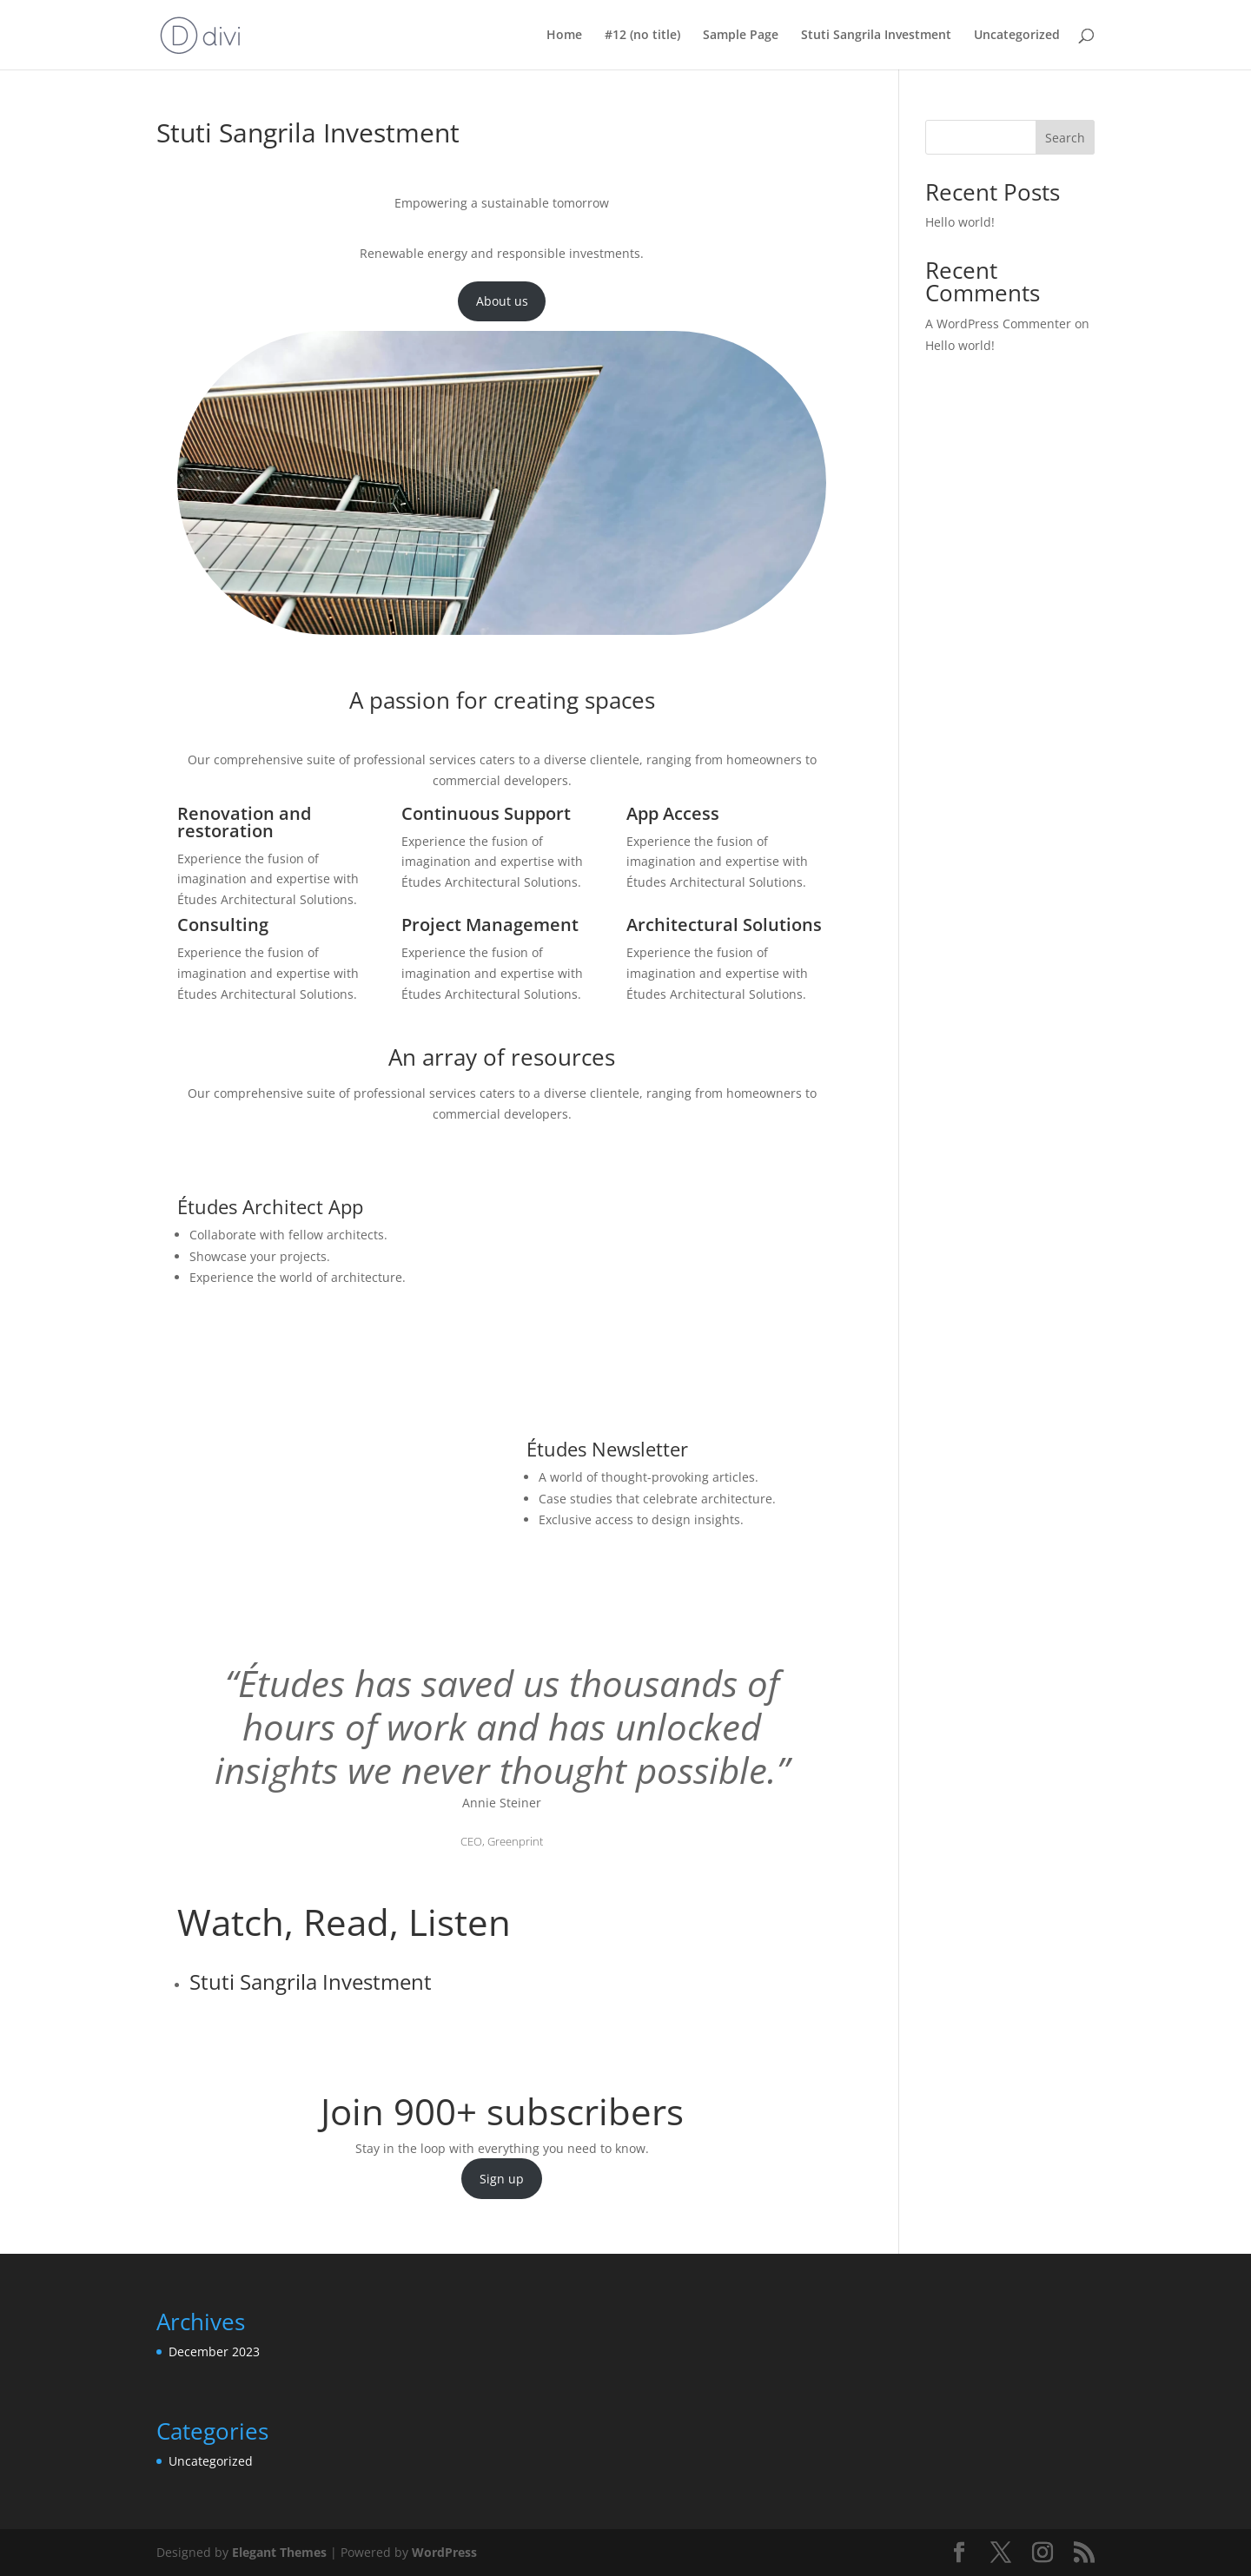 D divi
Home
#12 (no title)
Sample Page
Stuti Sangrila Investment
Uncategorized
Stuti Sangrila Investment
Empowering a sustainable tomorrow
Renewable energy and responsible investments.
About us
A passion for creating spaces
Our comprehensive suite of professional services caters to a diverse clientele, ranging from homeowners to
commercial developers.
Renovation and
restoration
Experience the fusion of
imagination and expertise with
Études Architectural Solutions.
Continuous Support
Experience the fusion of
imagination and expertise with
Études Architectural Solutions.
App Access
Experience the fusion of
imagination and expertise with
Études Architectural Solutions.
Consulting
Experience the fusion of
imagination and expertise with
Études Architectural Solutions.
Project Management
Experience the fusion of
imagination and expertise with
Études Architectural Solutions.
Architectural Solutions
Experience the fusion of
imagination and expertise with
Études Architectural Solutions.
An array of resources
Our comprehensive suite of professional services caters to a diverse clientele, ranging from homeowners to
commercial developers.
Études Architect App
• Collaborate with fellow architects.
• Showcase your projects.
• Experience the world of architecture.
Études Newsletter
• A world of thought-provoking articles.
• Case studies that celebrate architecture.
• Exclusive access to design insights.
“Études has saved us thousands of
hours of work and has unlocked
insights we never thought possible.”
Annie Steiner
CEO, Greenprint
Watch, Read, Listen
• Stuti Sangrila Investment
Join 900+ subscribers
Stay in the loop with everything you need to know.
Sign up
Search
Recent Posts
Hello world!
Recent
Comments
A WordPress Commenter on
Hello world!
Archives
• December 2023
Categories
• Uncategorized
Designed by Elegant Themes | Powered by WordPress